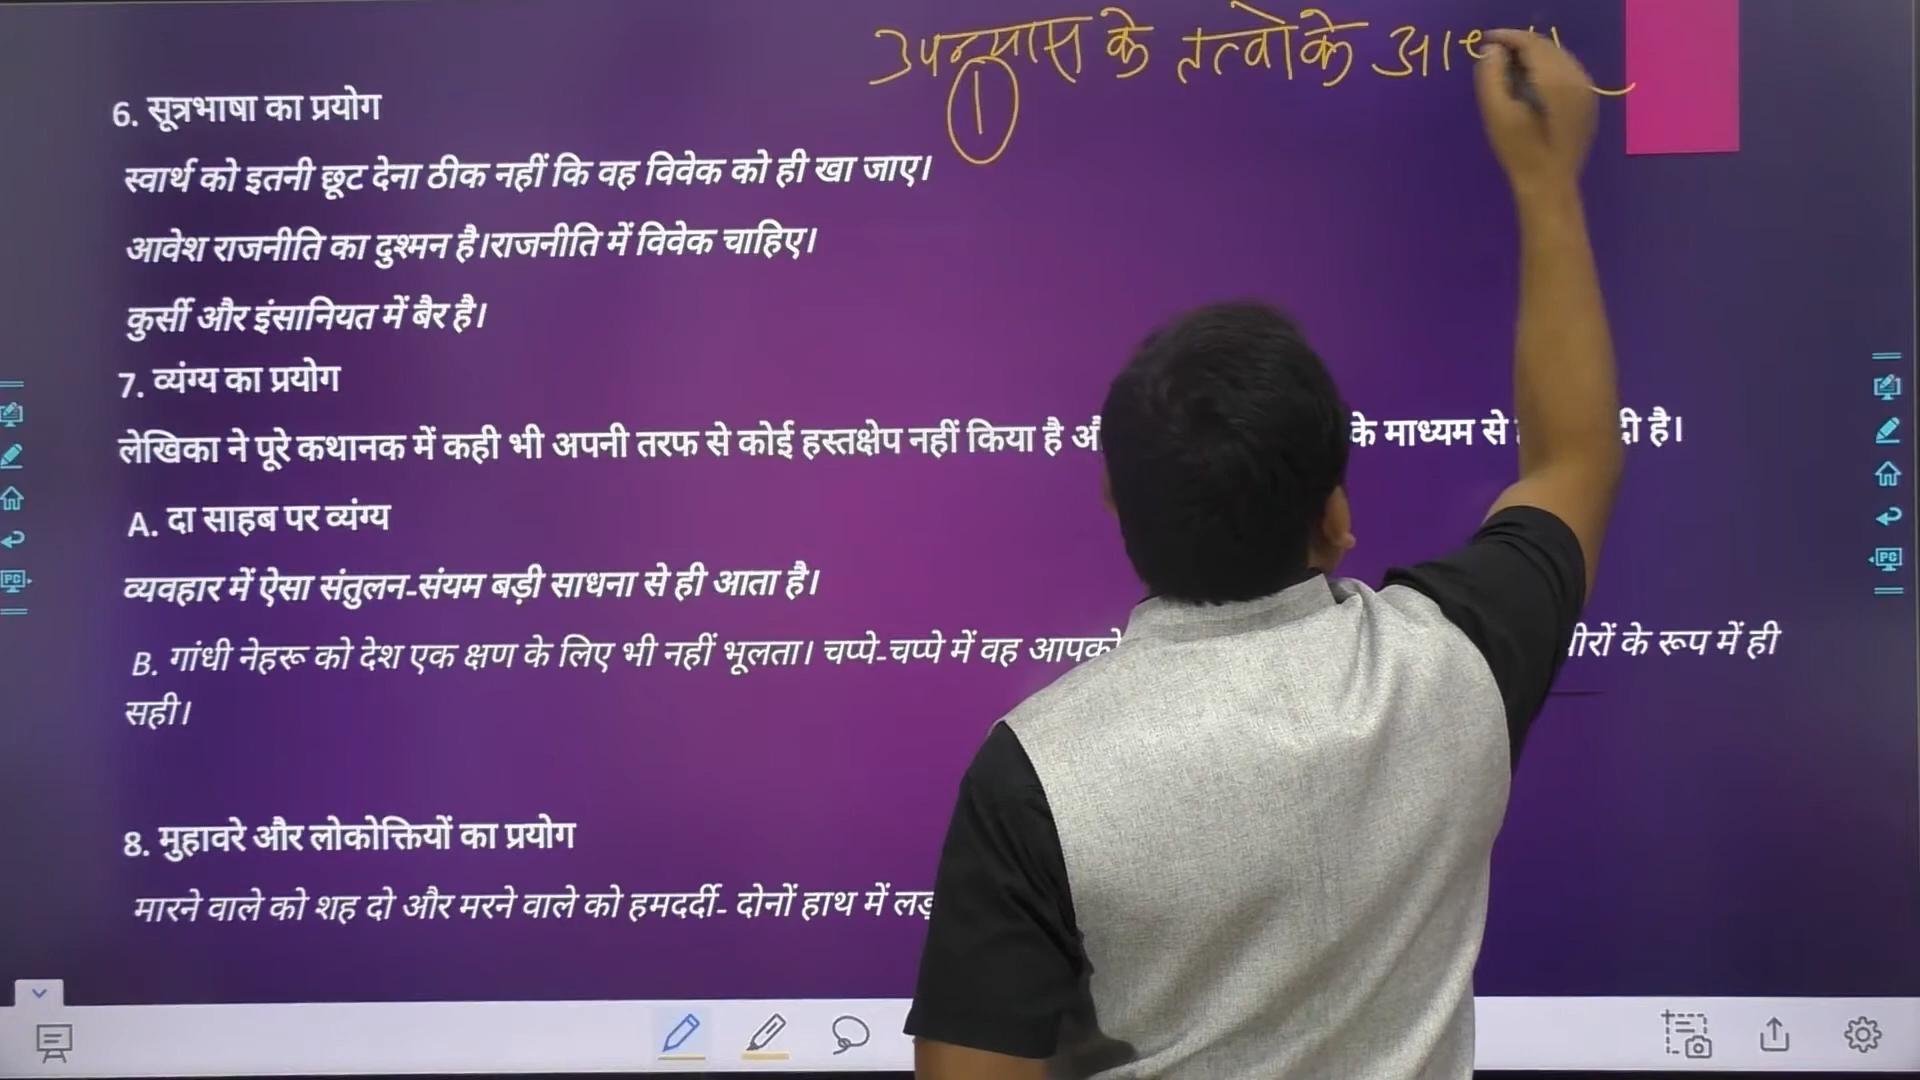 उपन्यास के तत्वो के
①
6. सूत्रभाषा का प्रयोग
स्वार्थ को इतनी छूट देना ठीक नहीं कि वह विवेक को ही खा जाए।
आवेश राजनीति का दुश्मन है।राजनीति में विवेक चाहिए।
कुर्सी और इंसानियत में बैर है।
7. व्यंग्य का प्रयोग
लेखिका ने पूरे कथानक में कही भी अपनी तरफ से कोई हस्तक्षेप नहीं किया है के माध्यम से दी है।
A. दा साहब पर व्यंग्य
व्यवहार में ऐसा संतुलन-संयम बड़ी साधना से ही आता है।
B. गांधी नेहरू को देश एक क्षण के लिए भी नहीं भूलता। चप्पे-चप्पे में वह के रूप में ही
सही।
8. मुहावरे और लोकोक्तियों का प्रयोग
मारने वाले को शह दो और मरने वाले को हमदर्दी- दोनों हाथ में